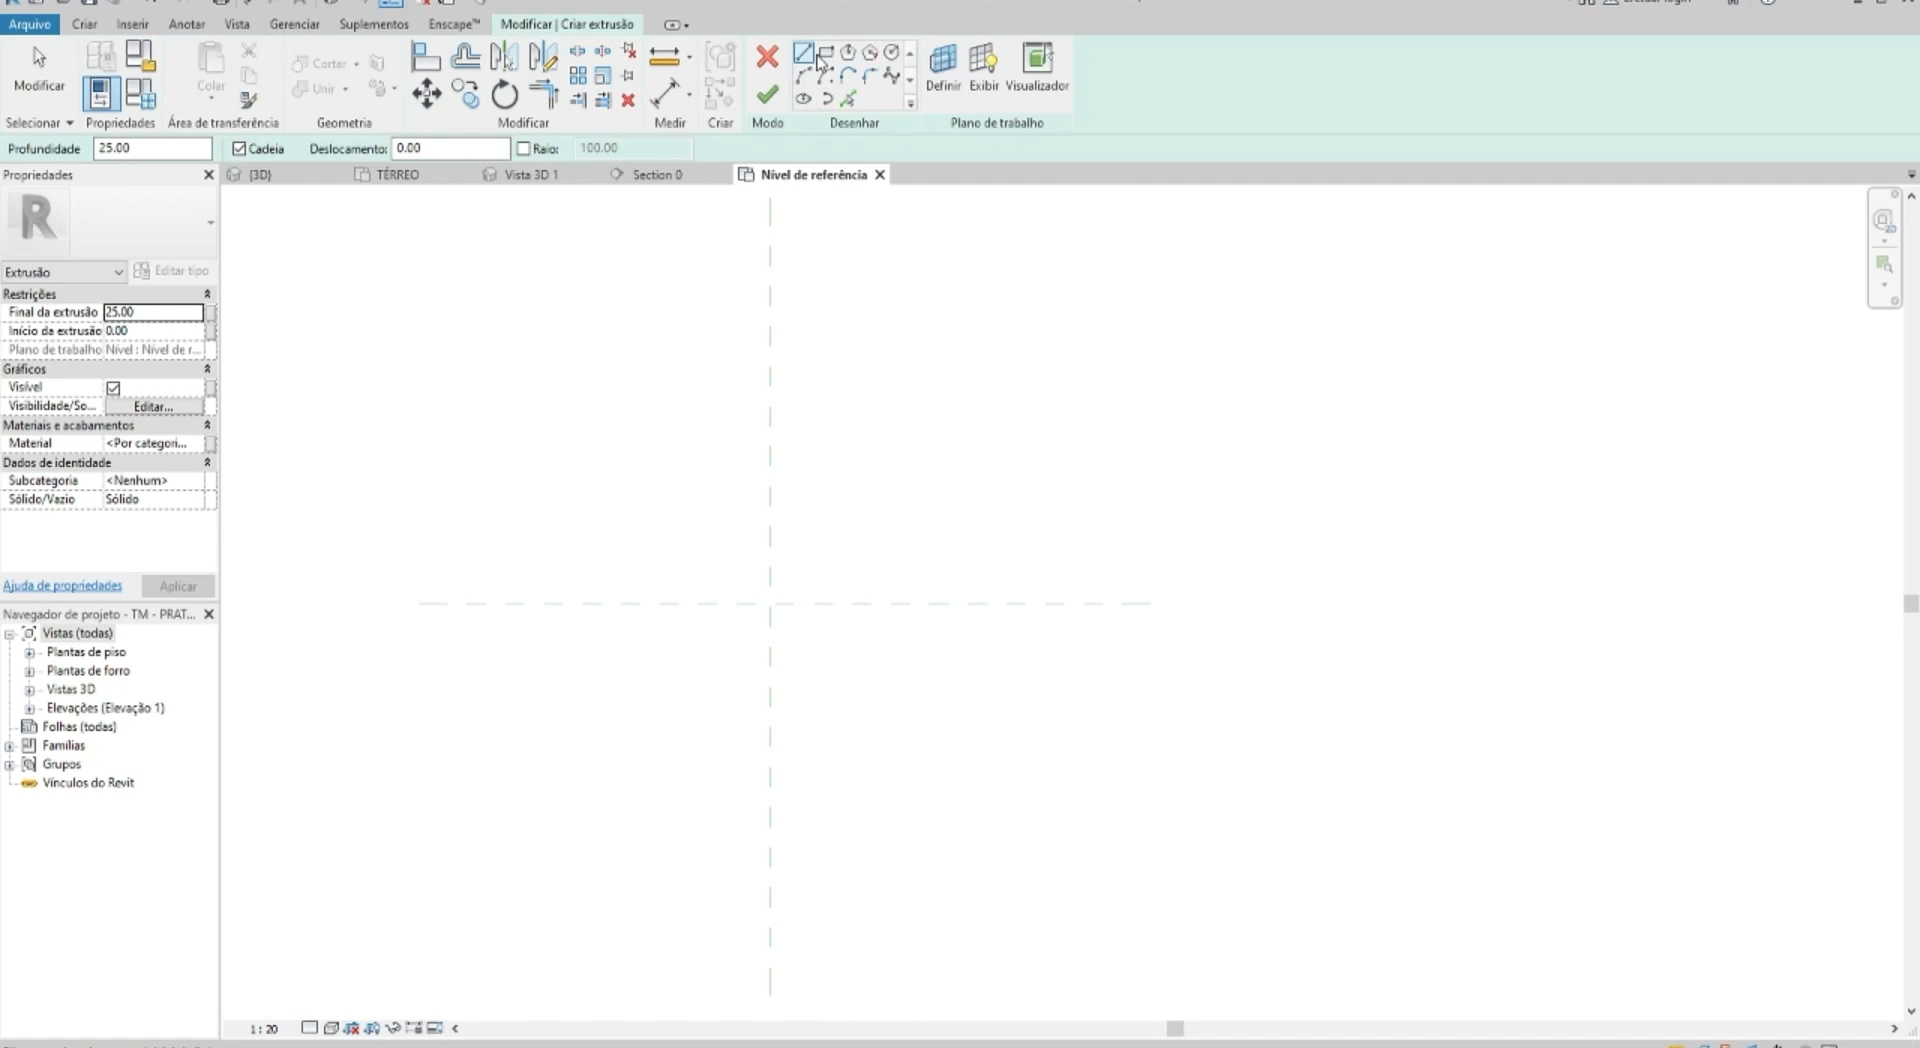 Arquivo Criar Inserir Anotar Vista Gerenciar Suplementos Enscape™ Modificar | Criar extrusão
Modificar
Colar
Cortar
Unir
Definir Exibir Visualizador
Selecionar Propriedades Área de transferência Geometria Modificar Medir Criar Modo Desenhar Plano de trabalho
Profundidade 25.00 Cadeia Deslocamento: 0.00 Raio: 100.00
Propriedades
{3D} TÉRREO Vista 3D 1 Section 0 Nível de referência
R
Extrusão Editar tipo
Restrições
Final da extrusão 25.00
Início da extrusão 0.00
Plano de trabalho Nível : Nível de r...
Gráficos
Visível
Visibilidade/So... Editar...
Materiais e acabamentos
Material <Por categori...
Dados de identidade
Subcategoria <Nenhum>
Sólido/Vazio Sólido
Ajuda de propriedades Aplicar
Navegador de projeto - TM - PRAT...
Vistas (todas)
Plantas de piso
Plantas de forro
Vistas 3D
Elevações (Elevação 1)
Folhas (todas)
Famílias
Grupos
Vínculos do Revit
1 : 20